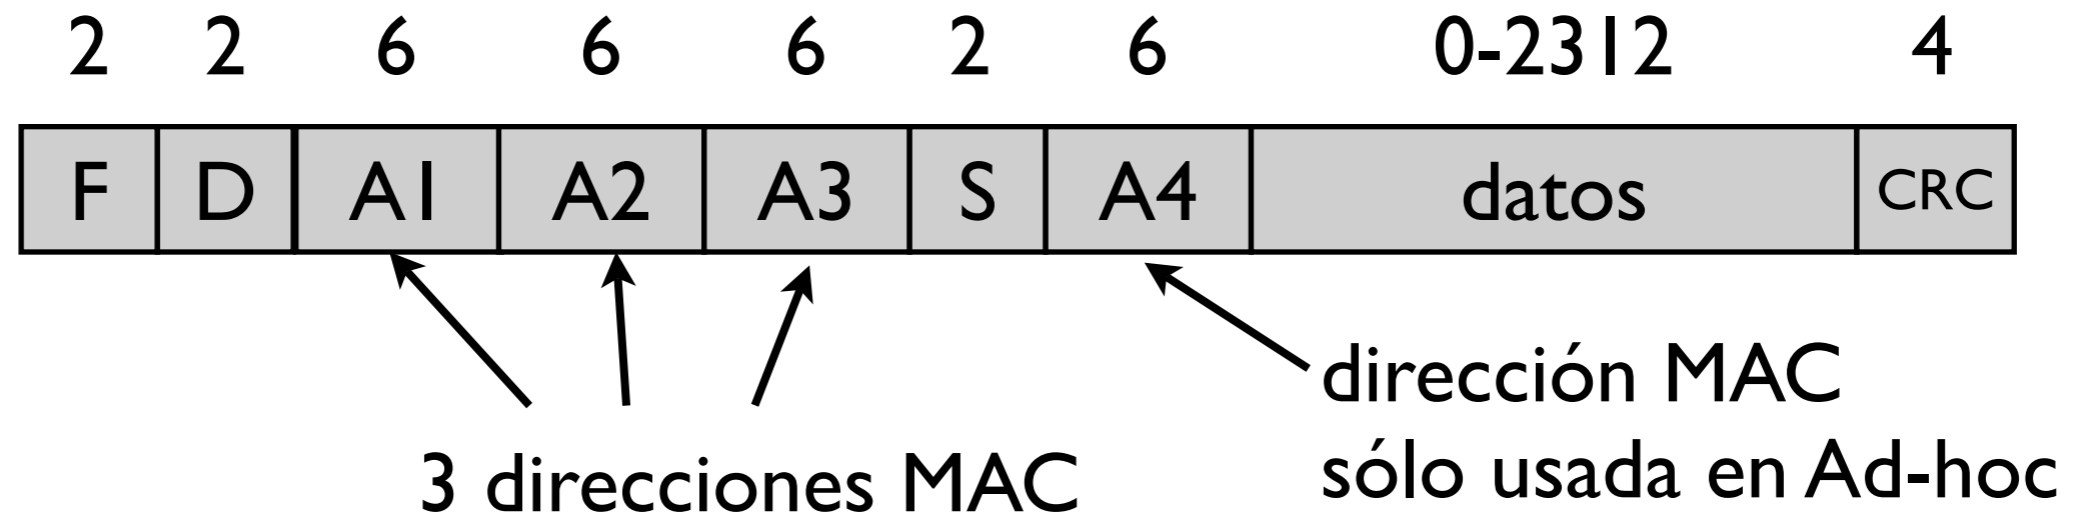 2 2 6 6 6 2 6 0-2312 4
F D A1 A2 A3 S A4 datos CRC
3 direcciones MAC
dirección MAC
sólo usada en Ad-hoc